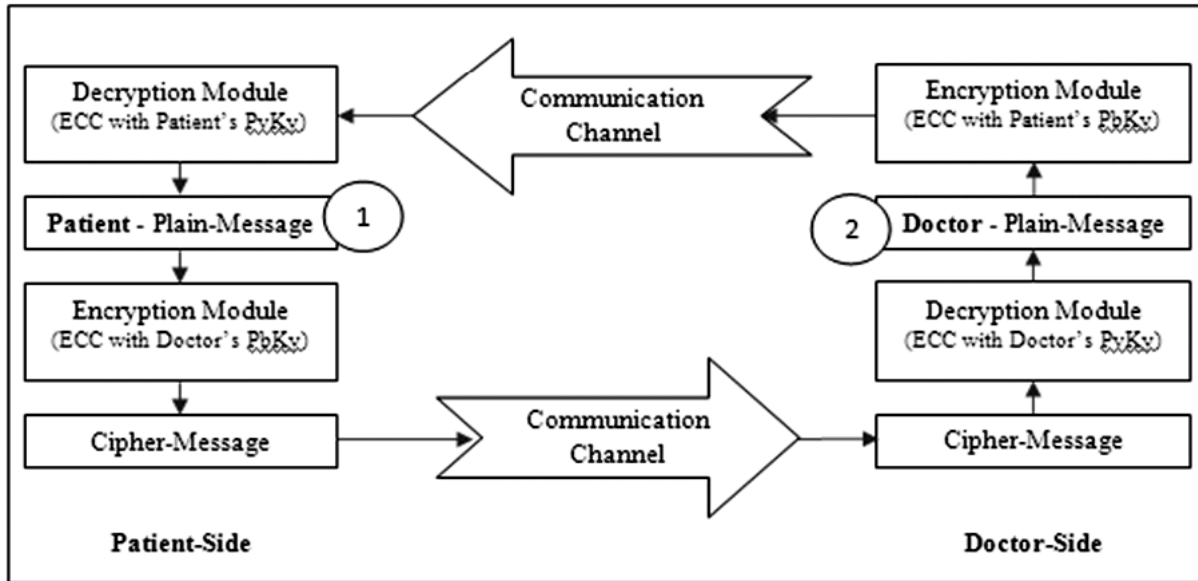 Decryption Module
(ECC with Patient's PyKy)
Communication
Channel
Encryption Module
(ECC with Patient's PbKy)
Patient - Plain-Message
1
2
Doctor - Plain-Message
Encryption Module
(ECC with Doctor's PbKy)
Decryption Module
(ECC with Doctor's PyKy)
Cipher-Message
Communication
Channel
Cipher-Message
Patient-Side
Doctor-Side